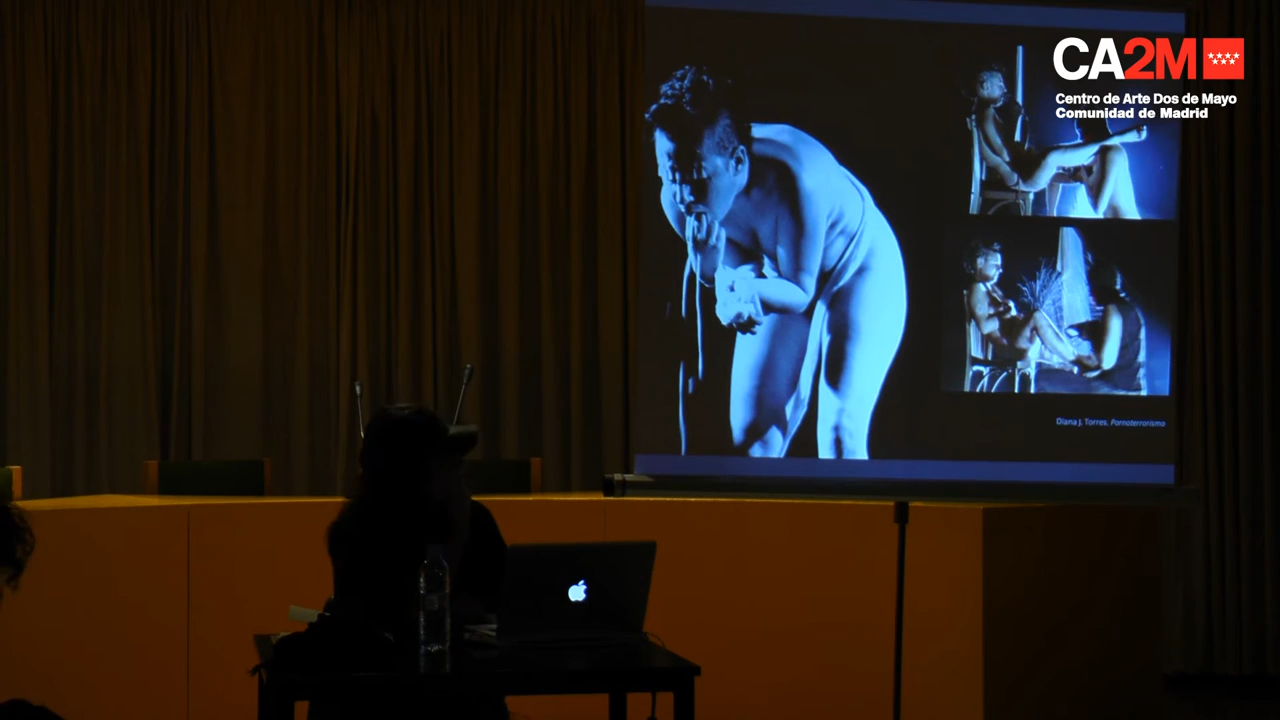 CA2M
Centro de Arte Dos de Mayo
Comunidad de Madrid
Diana J. Torres, Pornoterrorismo